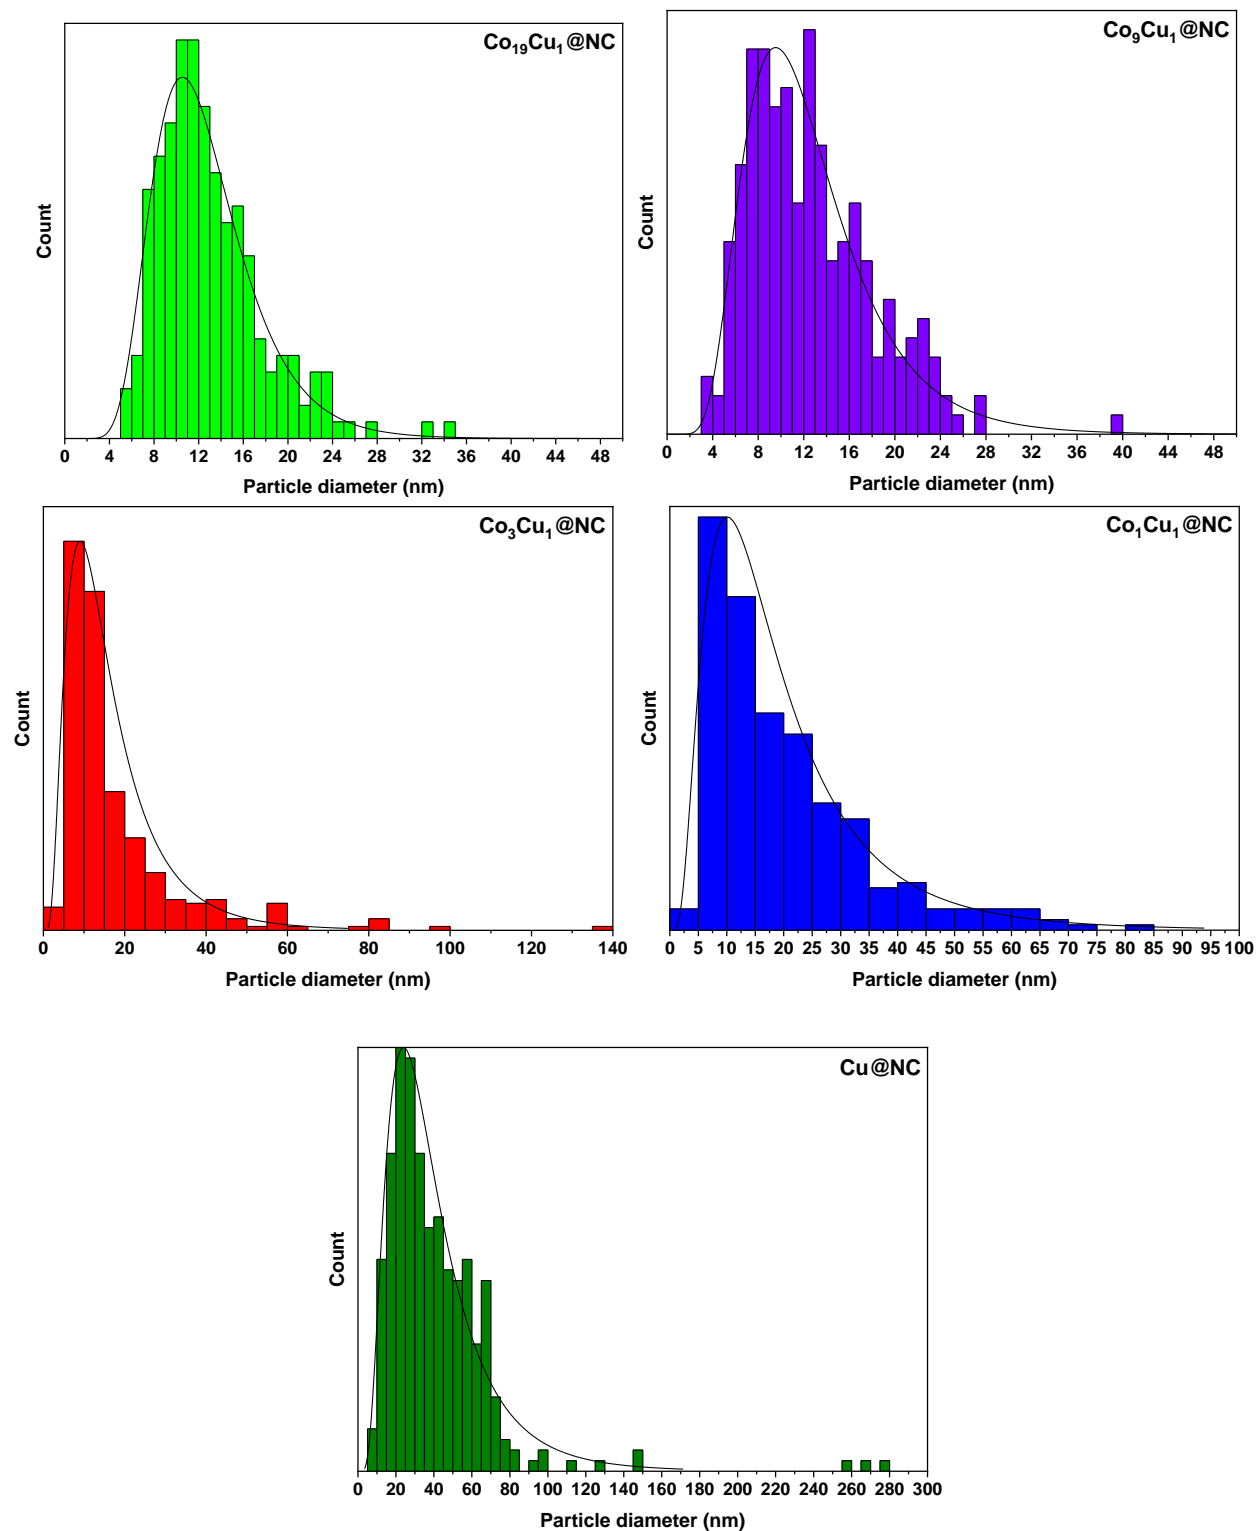 Co₁₉Cu₁@NC
Count
0 4 8 12 16 20 24 28 32 36 40 44 48
Particle diameter (nm)
Co₉Cu₁@NC
Count
0 4 8 12 16 20 24 28 32 36 40 44 48
Particle diameter (nm)
Co₃Cu₁@NC
Count
0 20 40 60 80 100 120 140
Particle diameter (nm)
Co₁Cu₁@NC
Count
0 5 10 15 20 25 30 35 40 45 50 55 60 65 70 75 80 85 90 95 100
Particle diameter (nm)
Cu@NC
Count
0 20 40 60 80 100 120 140 160 180 200 220 240 260 280 300
Particle diameter (nm)